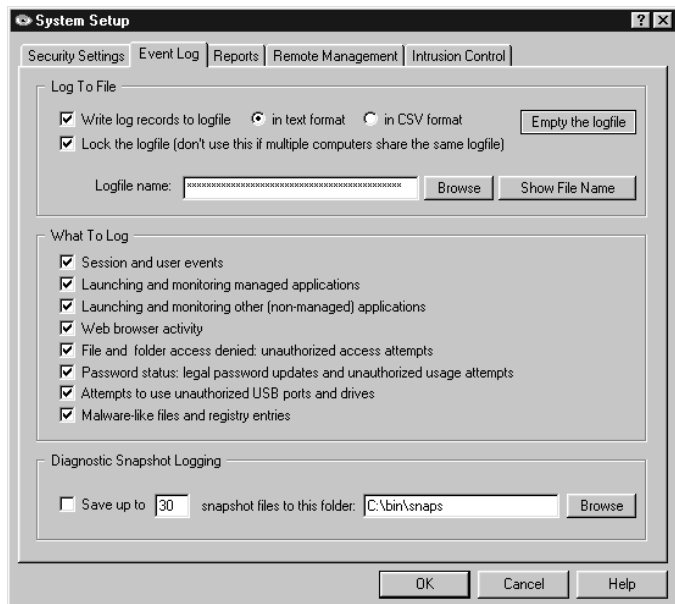 System Setup
Security Settings Event Log Reports Remote Management Intrusion Control
Log To File
Write log records to logfile in text format in CSV format Empty the logfile
Lock the logfile (don't use this if multiple computers share the same logfile)
Logfile name: Browse Show File Name
What To Log
Session and user events
Launching and monitoring managed applications
Launching and monitoring other (non-managed) applications
Web browser activity
File and folder access denied: unauthorized access attempts
Password status: legal password updates and unauthorized usage attempts
Attempts to use unauthorized USB ports and drives
Malware-like files and registry entries
Diagnostic Snapshot Logging
Save up to 30 snapshot files to this folder: C:\bin\snaps Browse
OK Cancel Help